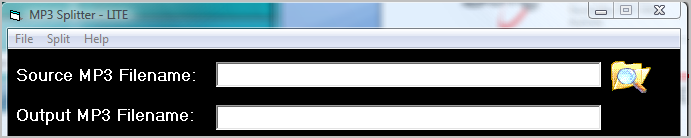 MP3 Splitter - LITE
File Split Help
Source MP3 Filename:
Output MP3 Filename: